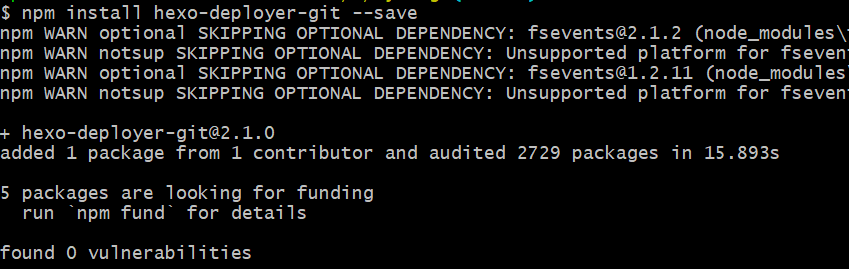 $ npm install hexo-deployer-git --save
npm WARN optional SKIPPING OPTIONAL DEPENDENCY: fsevents@2.1.2 (node_modules\
npm WARN notsup SKIPPING OPTIONAL DEPENDENCY: Unsupported platform for fsevent
npm WARN optional SKIPPING OPTIONAL DEPENDENCY: fsevents@1.2.11 (node_modules
npm WARN notsup SKIPPING OPTIONAL DEPENDENCY: Unsupported platform for fsevent
+ hexo-deployer-git@2.1.0
added 1 package from 1 contributor and audited 2729 packages in 15.893s
5 packages are looking for funding
run `npm fund` for details
found 0 vulnerabilities